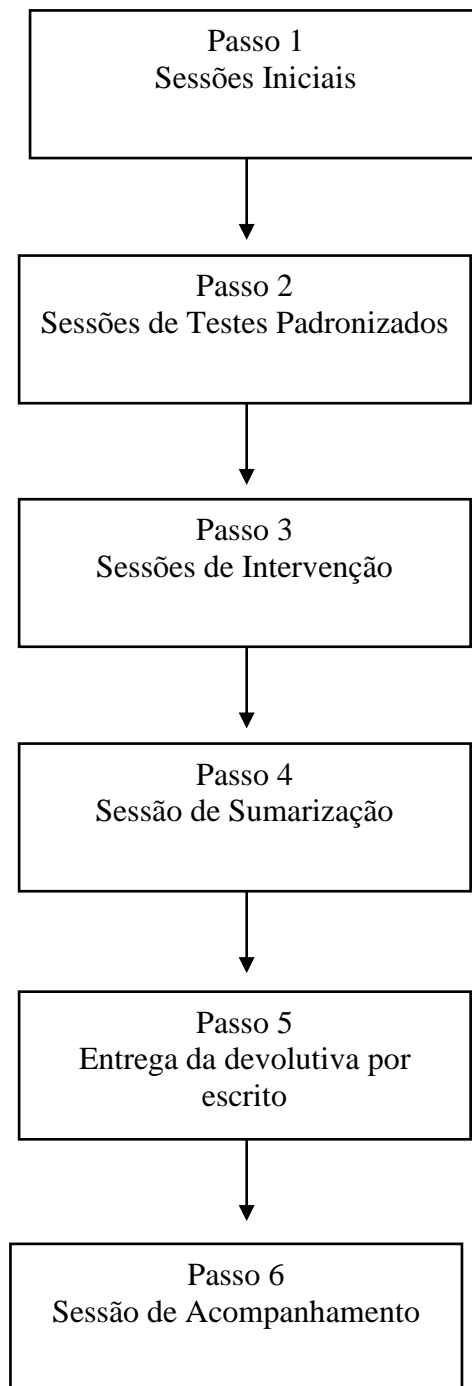 Passo 1
Sessões Iniciais
Passo 2
Sessões de Testes Padronizados
Passo 3
Sessões de Intervenção
Passo 4
Sessão de Sumarização
Passo 5
Entrega da devolutiva por
escrito
Passo 6
Sessão de Acompanhamento